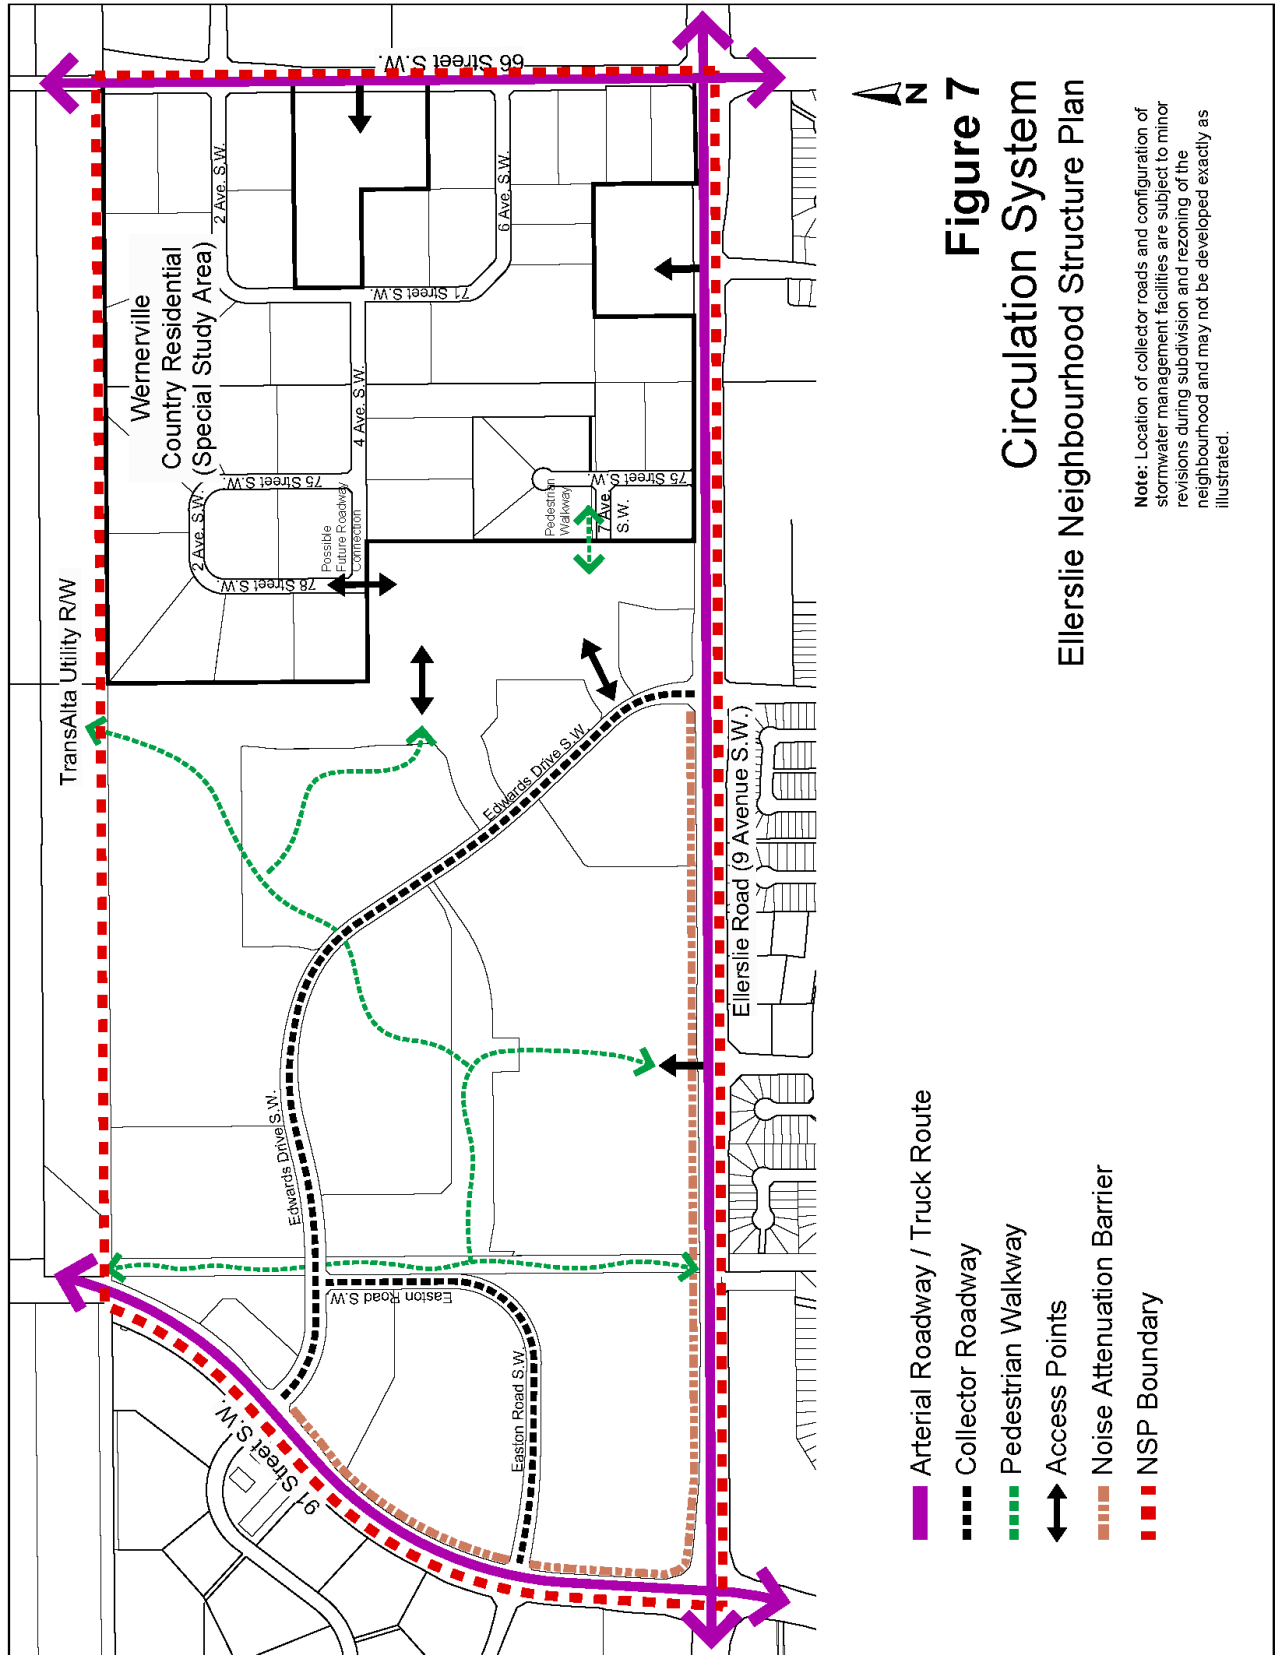 TransAlta Utility R/W
66 Street S.W.
91 Street S.W.
Wernerville
Country Residential
(Special Study Area)
2 Ave. S.W.
2 Ave. S.W.
4 Ave. S.W.
6 Ave. S.W.
71 Street S.W.
75 Street S.W.
75 Street S.W.
78 Street S.W.
7 Ave.
S.W.
Possible
Future Roadway
Connection
Pedestrian
Walkway
Edwards Drive S.W.
Edwards Drive S.W.
Easton Road S.W.
Easton Road S.W.
Ellerslie Road (9 Avenue S.W.)
Arterial Roadway / Truck Route
Collector Roadway
Pedestrian Walkway
Access Points
Noise Attenuation Barrier
NSP Boundary
N
Figure 7
Circulation System
Ellerslie Neighbourhood Structure Plan
Note: Location of collector roads and configuration of
stormwater management facilities are subject to minor
revisions during subdivision and rezoning of the
neighbourhood and may not be developed exactly as
illustrated.